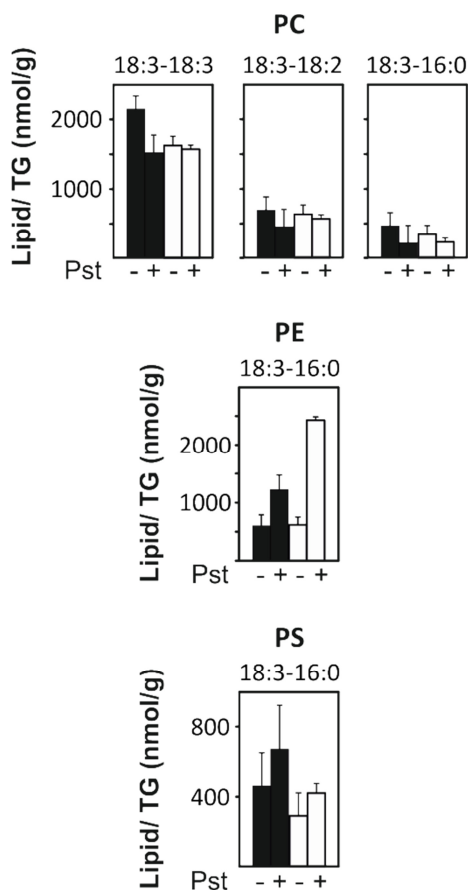 PC
18:3-18:3 18:3-18:2 18:3-16:0
Lipid/ TG (nmol/g)
2000
1000
Pst - + - + - + - + - + - +
PE
18:3-16:0
Lipid/ TG (nmol/g)
2000
1000
Pst - + - +
PS
18:3-16:0
Lipid/ TG (nmol/g)
800
400
Pst - + - +